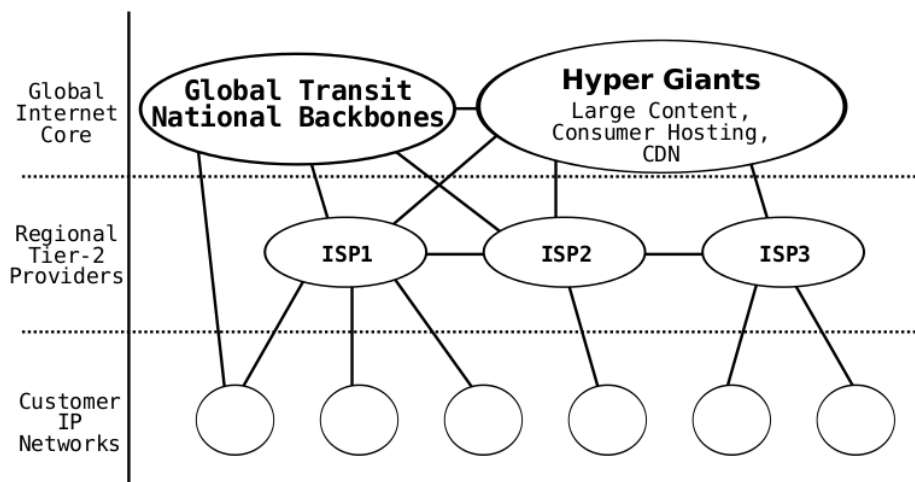 Global
Internet
Core
Global Transit
National Backbones
Hyper Giants
Large Content,
Consumer Hosting,
CDN
Regional
Tier-2
Providers
ISP1
ISP2
ISP3
Customer
IP
Networks